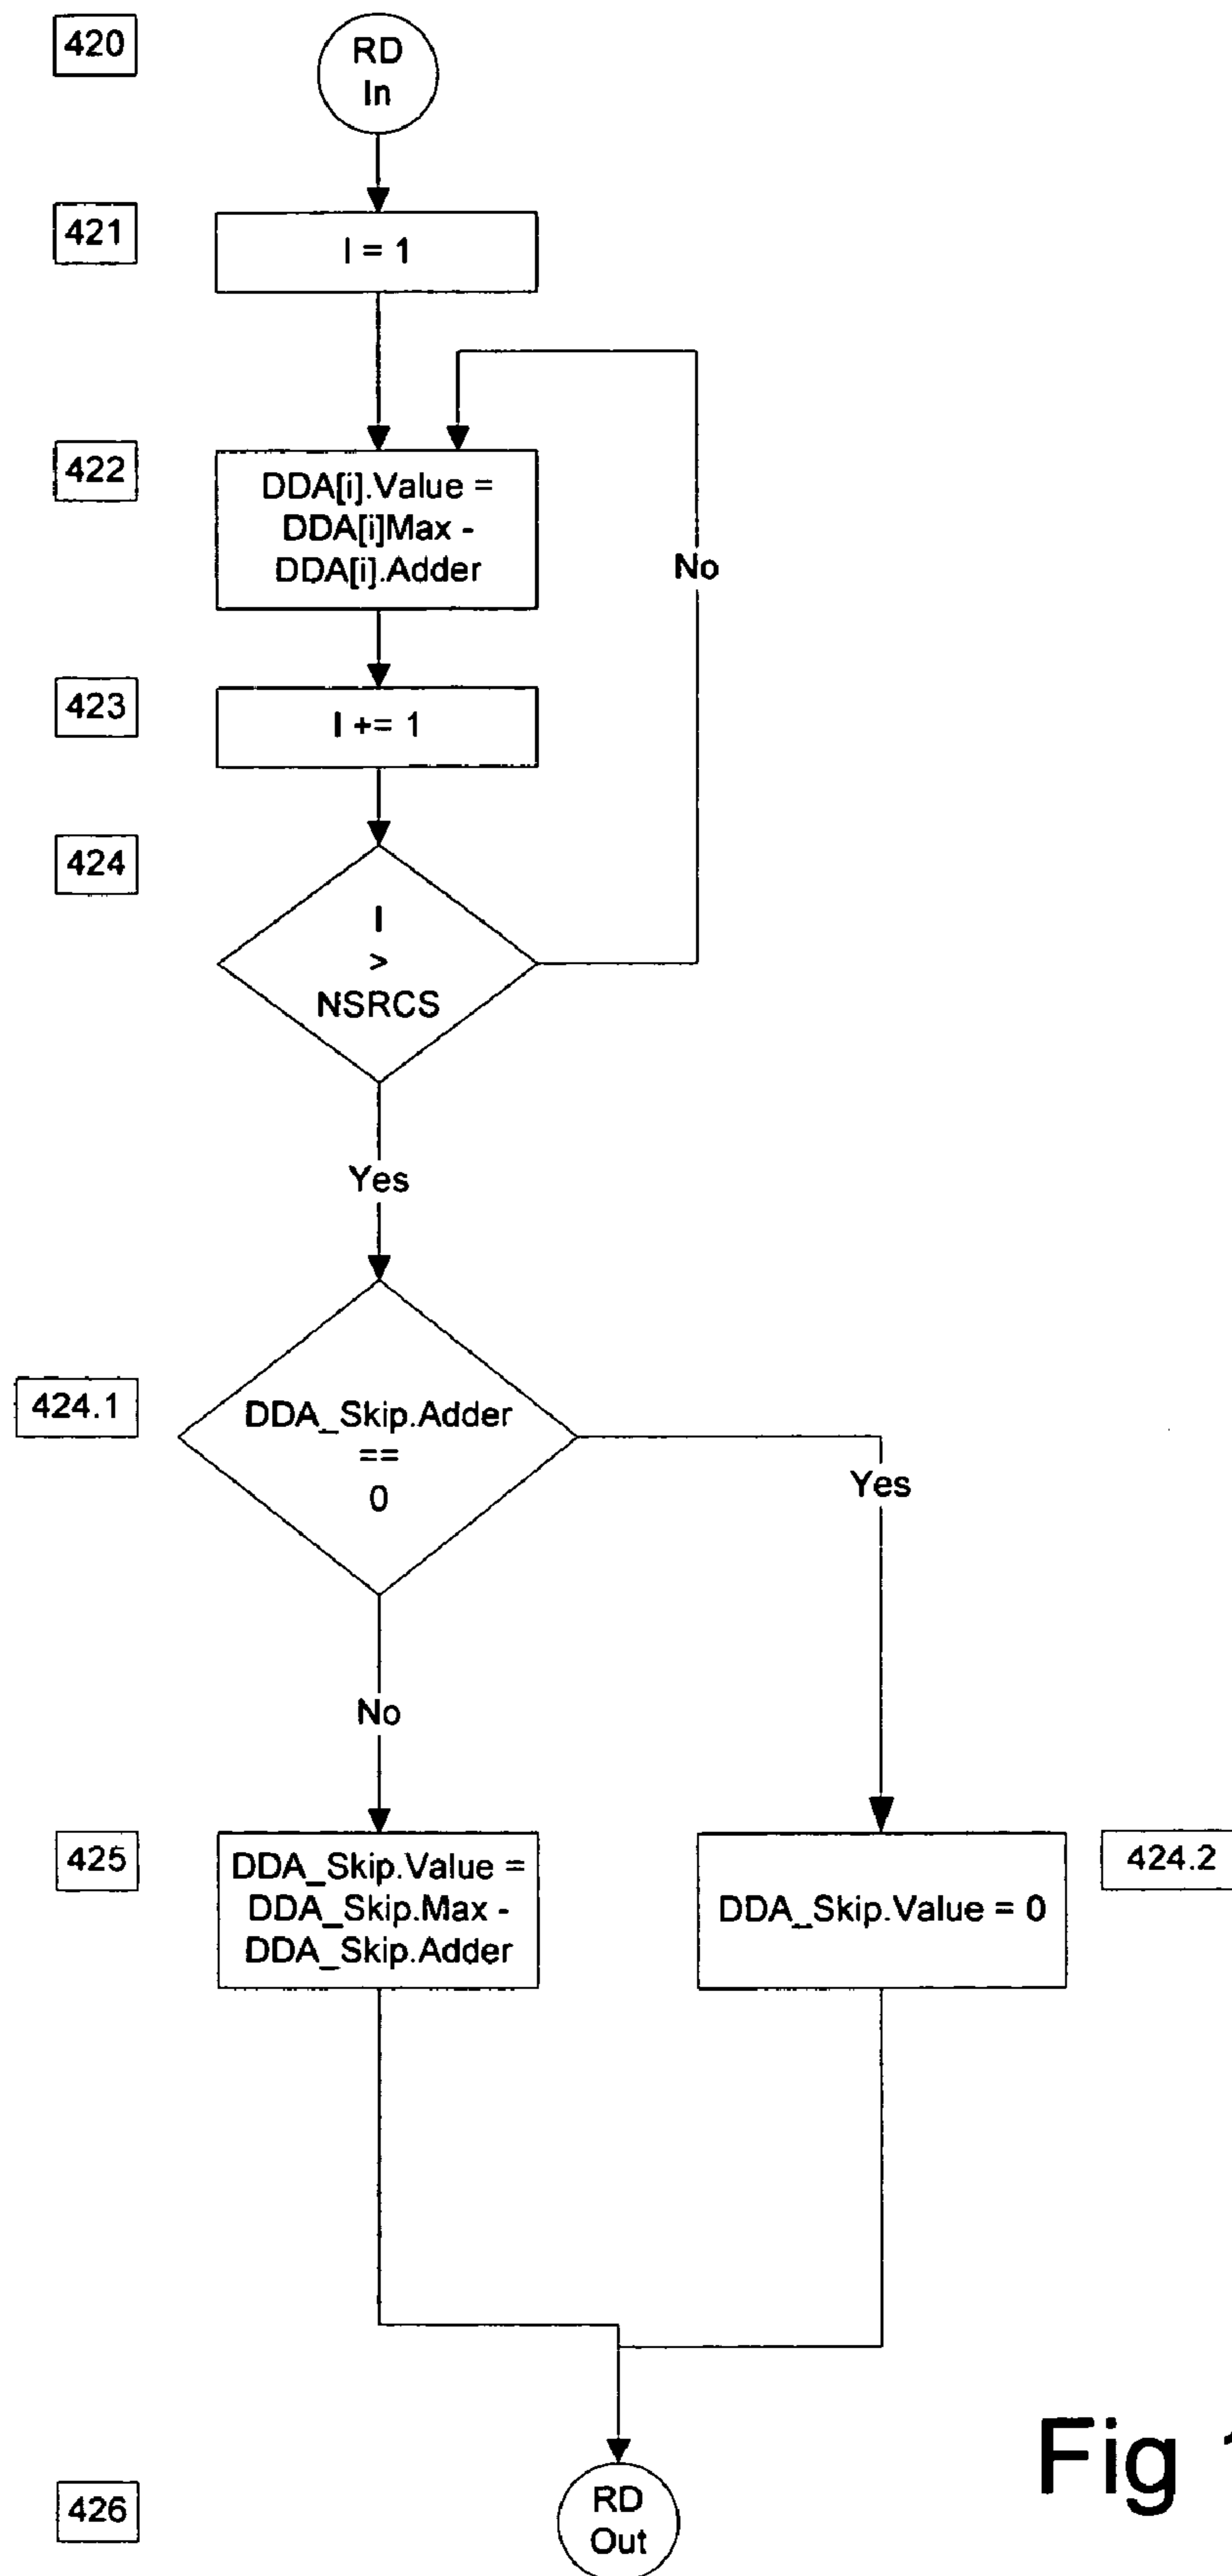 420
RD
In
421
I = 1
422
DDA[i].Value =
DDA[i]Max -
DDA[i].Adder
No
423
I += 1
424
I
>
NSRCS
Yes
424.1
DDA_Skip.Adder
==
0
Yes
No
425
DDA_Skip.Value =
DDA_Skip.Max -
DDA_Skip.Adder
DDA_Skip.Value = 0
424.2
Fig
426
RD
Out